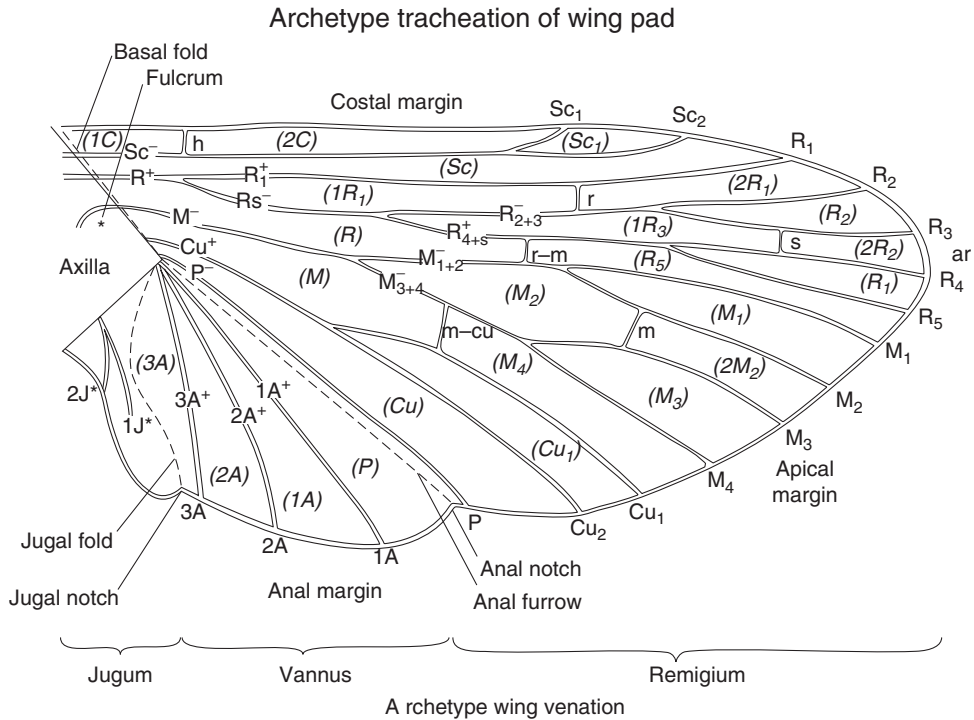 Archetype tracheation of wing pad
Basal fold
Fulcrum
Costal margin
Sc₁
Sc₂
(1C)
h
(2C)
(Sc₁)
R₁
Sc⁻
(Sc)
R⁺
R₁⁺
(2R₁)
R₂
Rs⁻
(1R₁)
r
M⁻
R₂₊₃⁻
(R₂)
*
(R)
R₄₊ₛ⁺
(1R₃)
s
R₃
Cu⁺
(2R₂)
ar
Axilla
P⁻
M₁₊₂⁻
r–m
(R₅)
(M)
M₃₊₄⁻
(M₂)
(R₁)
R₄
m–cu
m
(M₁)
R₅
M₁
(3A)
(M₄)
(2M₂)
2J*
3A⁺
1A⁺
(Cu)
(M₃)
M₂
1J*
2A⁺
M₃
(Cu₁)
(P)
Apical
margin
(2A)
M₄
(1A)
3A
P
Cu₂
Cu₁
Jugal fold
2A
1A
Anal notch
Jugal notch
Anal margin
Anal furrow
Jugum
Vannus
Remigium
A rchetype wing venation